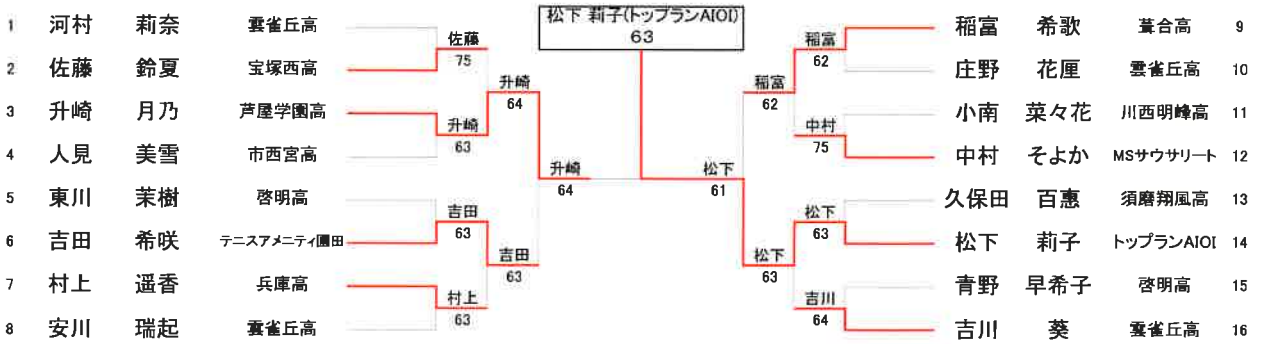 松下 莉子(トップランAIOI)
63
1 河村 莉奈 雲雀丘高
2 佐藤 鈴夏 宝塚西高
3 升崎 月乃 芦屋学園高
4 人見 美雪 市西宮高
5 東川 茉樹 啓明高
6 吉田 希咲 テニスアメニティ園田
7 村上 遥香 兵庫高
8 安川 瑞起 雲雀丘高
佐藤
75
升崎
63
吉田
63
村上
63
升崎
64
吉田
63
升崎
64
松下
61
稲富
62
松下
63
稲富
62
中村
75
松下
63
吉川
64
稲富 希歌 葺合高 9
庄野 花厘 雲雀丘高 10
小南 菜々花 川西明峰高 11
中村 そよか MSサウサリート 12
久保田 百恵 須磨翔風高 13
松下 莉子 トップランAIOI 14
青野 早希子 啓明高 15
吉川 葵 雲雀丘高 16